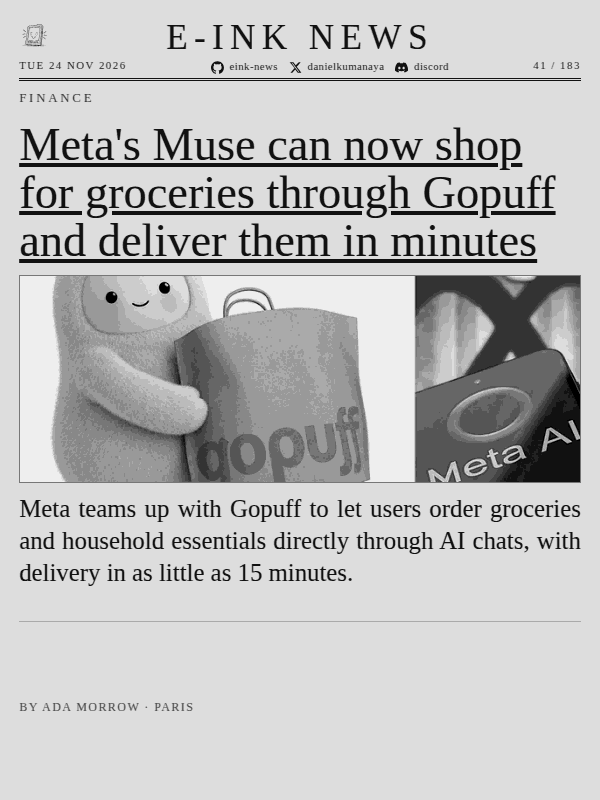 E-INK NEWS
TUE 24 NOV 2026
eink-news
danielkumanaya
discord
41 / 183
FINANCE
Meta's Muse can now shop
for groceries through Gopuff
and deliver them in minutes
gopuff
Meta AI
Meta teams up with Gopuff to let users order groceries
and household essentials directly through AI chats, with
delivery in as little as 15 minutes.
BY ADA MORROW · PARIS